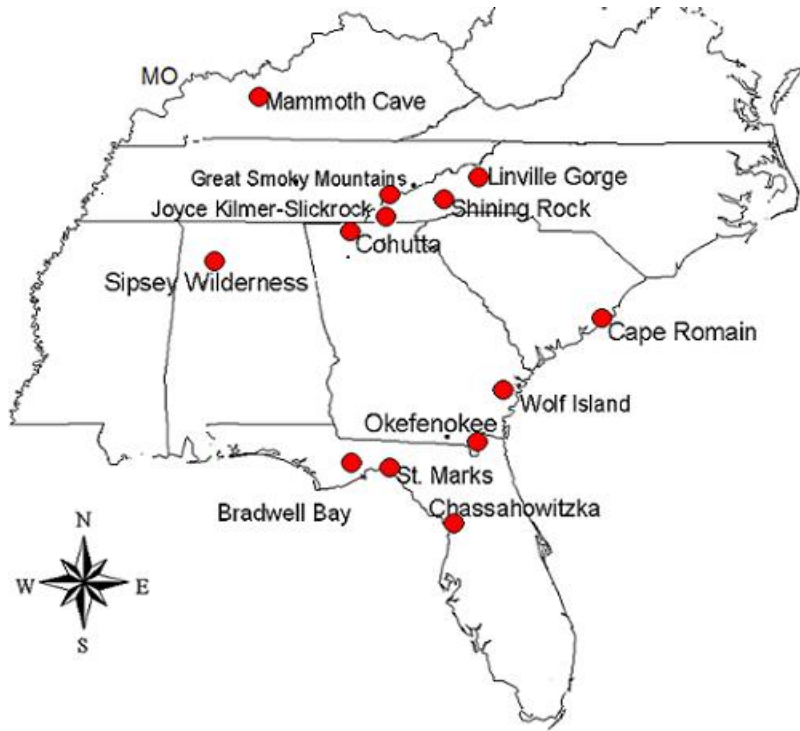 MO
Mammoth Cave
Great Smoky Mountains
Linville Gorge
Joyce Kilmer-Slickrock
Shining Rock
Cohutta
Sipsey Wilderness
Cape Romain
Wolf Island
Okefenokee
St. Marks
Bradwell Bay
Chassahowitzka
N
W
E
S